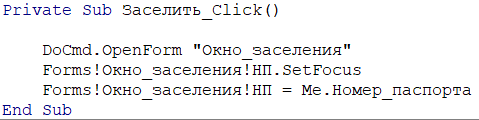 Private Sub Заселить_Click()
DoCmd.OpenForm "Окно_заселения"
Forms!Окно_заселения!НП.SetFocus
Forms!Окно_заселения!НП = Me.Номер_паспорта
End Sub